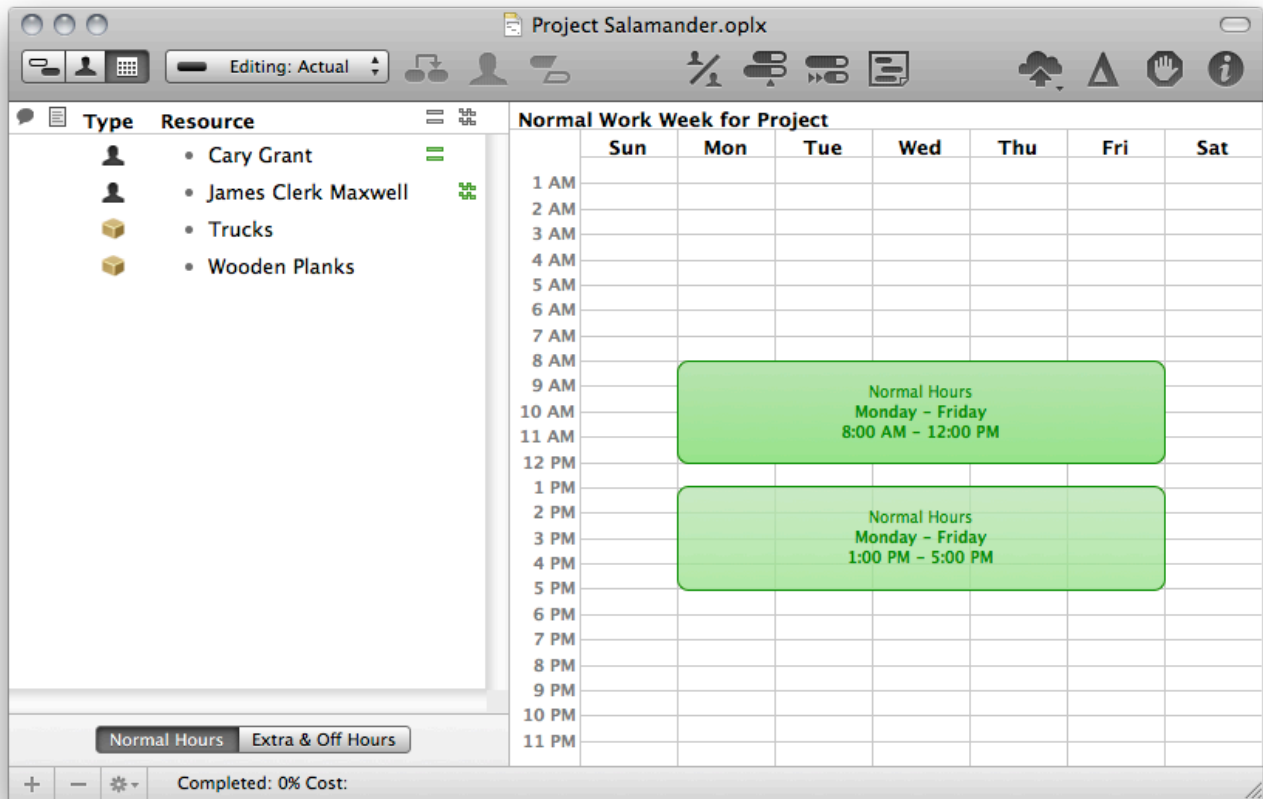 Project Salamander.oplx
Editing: Actual
Type Resource
Cary Grant
James Clerk Maxwell
Trucks
Wooden Planks
Normal Hours Extra & Off Hours
Completed: 0% Cost:
Normal Work Week for Project
Sun Mon Tue Wed Thu Fri Sat
1 AM
2 AM
3 AM
4 AM
5 AM
6 AM
7 AM
8 AM
9 AM
10 AM
11 AM
12 PM
1 PM
2 PM
3 PM
4 PM
5 PM
6 PM
7 PM
8 PM
9 PM
10 PM
11 PM
Normal Hours
Monday – Friday
8:00 AM – 12:00 PM
Normal Hours
Monday – Friday
1:00 PM – 5:00 PM